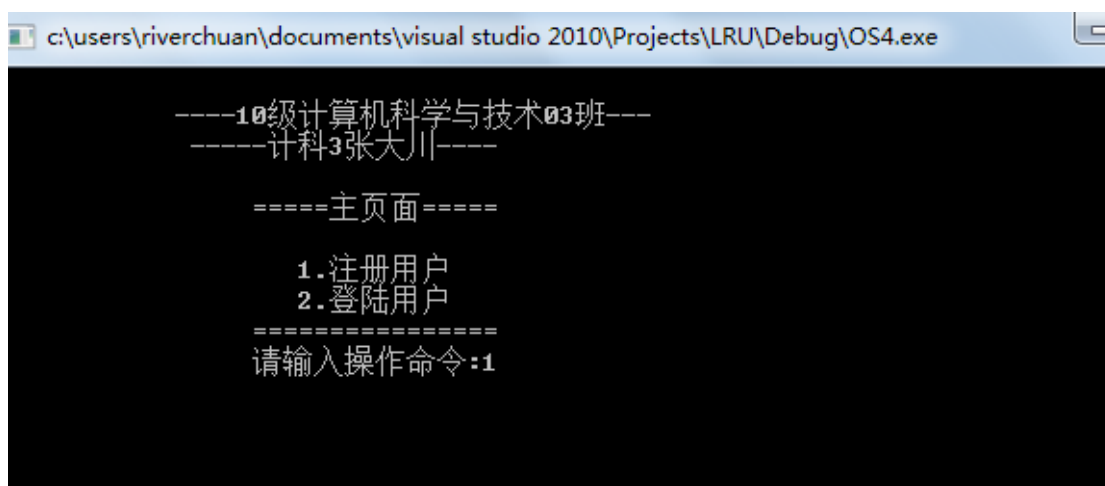 c:\users\riverchuan\documents\visual studio 2010\Projects\LRU\Debug\OS4.exe
----10级计算机科学与技术03班---
-----计科3张大川----
=====主页面=====
1.注册用户
2.登陆用户
================
请输入操作命令:1